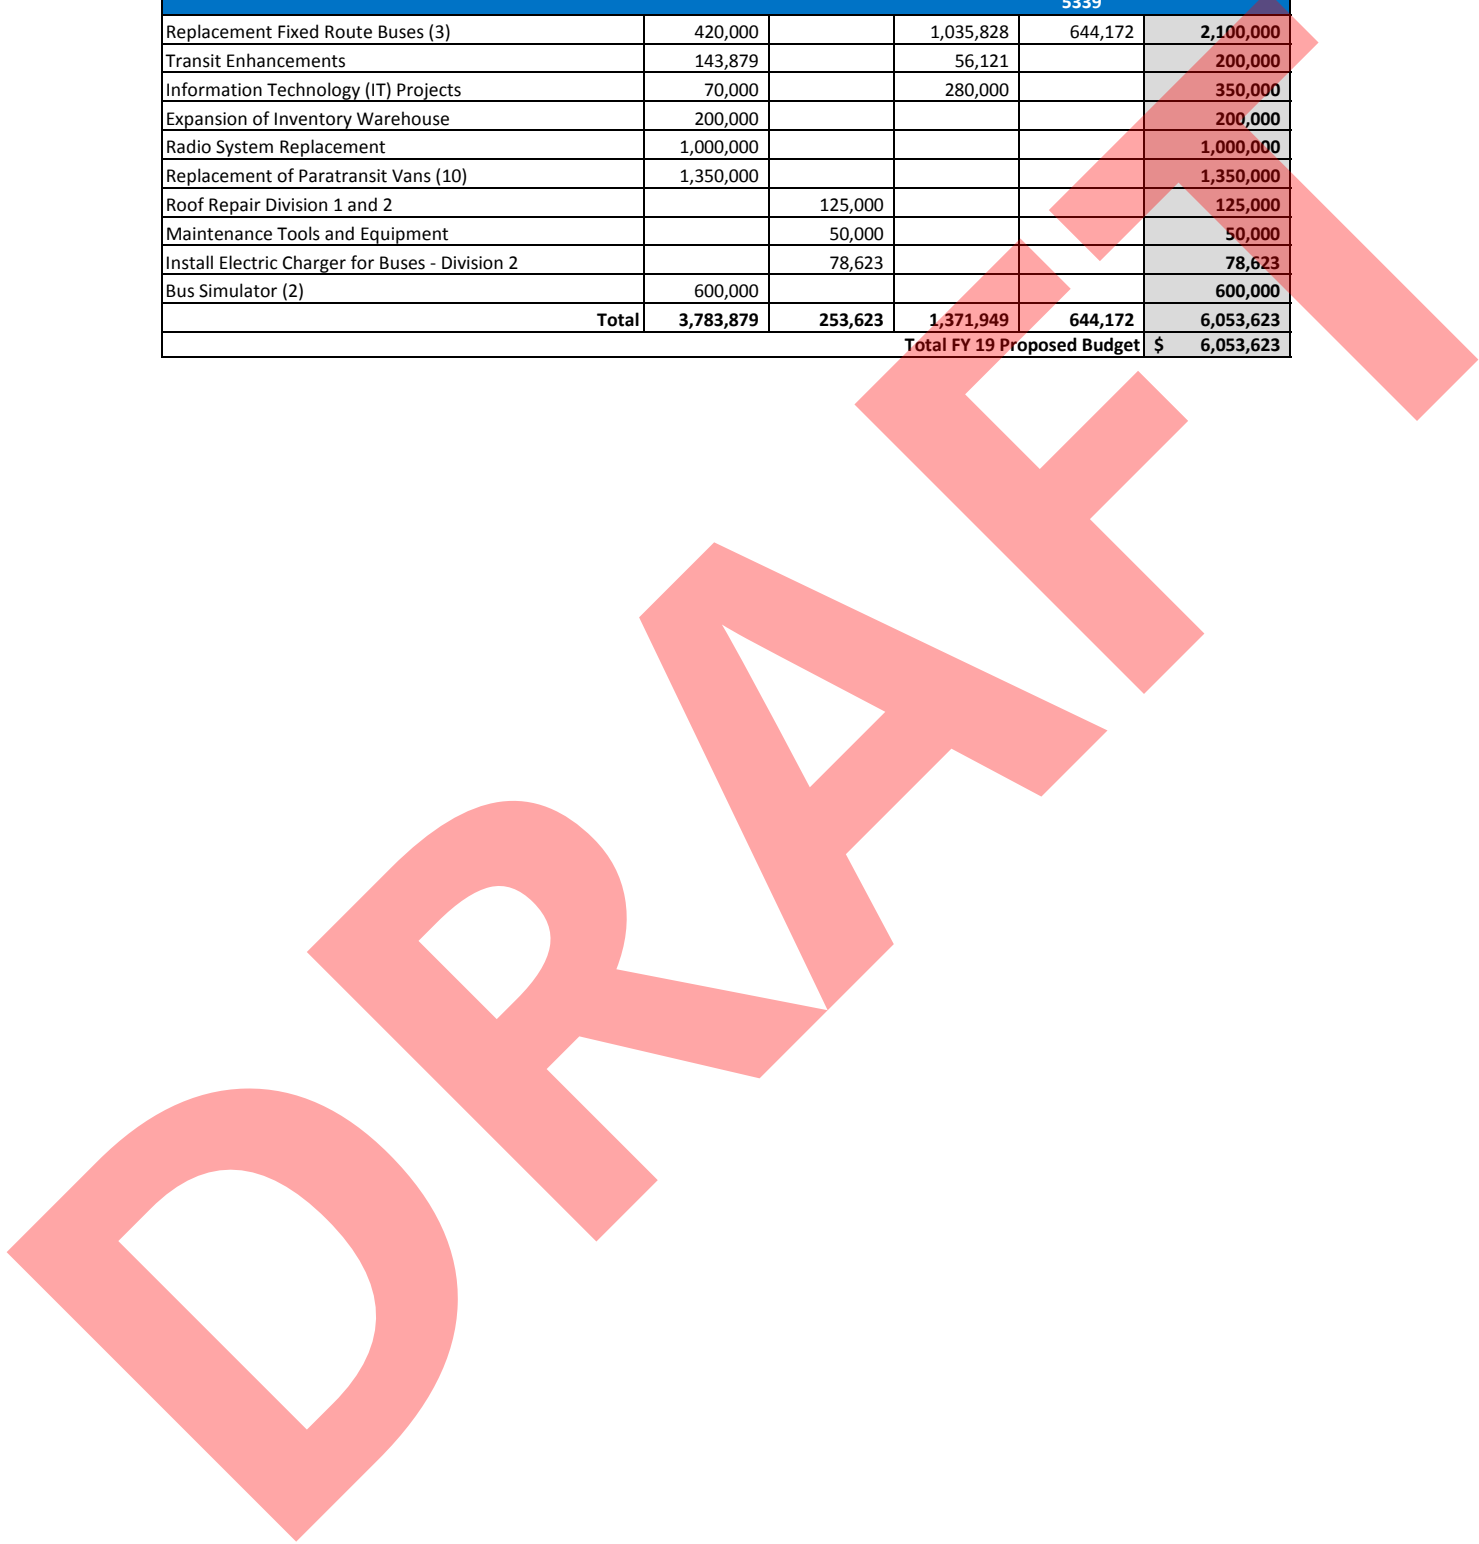 5339
Replacement Fixed Route Buses (3) 420,000 1,035,828 644,172 2,100,000
Transit Enhancements 143,879 56,121 200,000
Information Technology (IT) Projects 70,000 280,000 350,000
Expansion of Inventory Warehouse 200,000 200,000
Radio System Replacement 1,000,000 1,000,000
Replacement of Paratransit Vans (10) 1,350,000 1,350,000
Roof Repair Division 1 and 2 125,000 125,000
Maintenance Tools and Equipment 50,000 50,000
Install Electric Charger for Buses - Division 2 78,623 78,623
Bus Simulator (2) 600,000 600,000
Total 3,783,879 253,623 1,371,949 644,172 6,053,623
Total FY 19 Proposed Budget $ 6,053,623
DRAFT